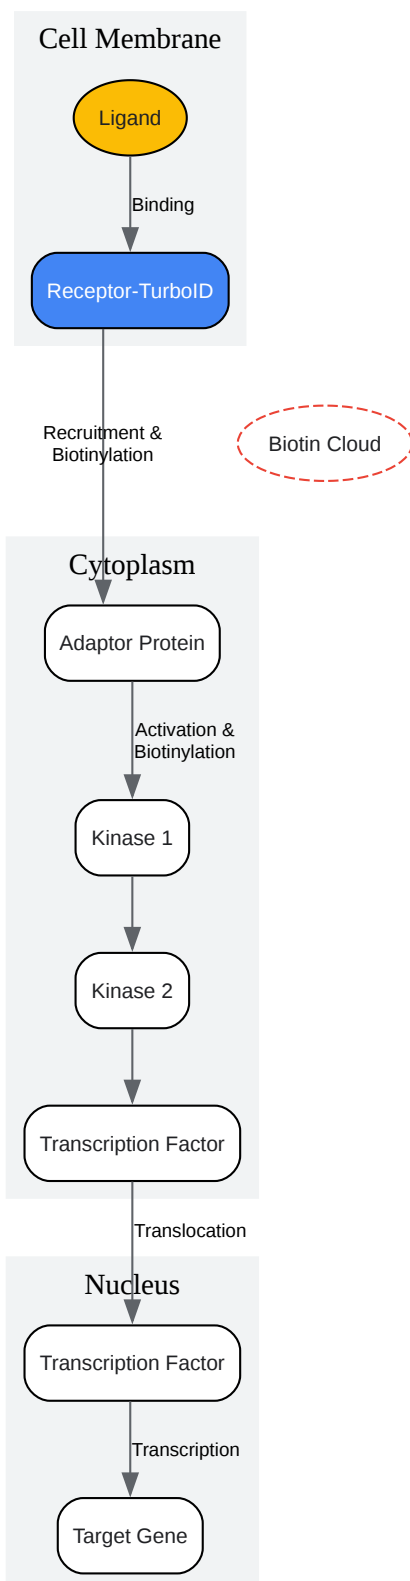 Cell Membrane
Ligand
Binding
Receptor-TurboID
Recruitment &
Biotinylation
Biotin Cloud
Cytoplasm
Adaptor Protein
Activation &
Biotinylation
Kinase 1
Kinase 2
Transcription Factor
Translocation
Nucleus
Transcription Factor
Transcription
Target Gene